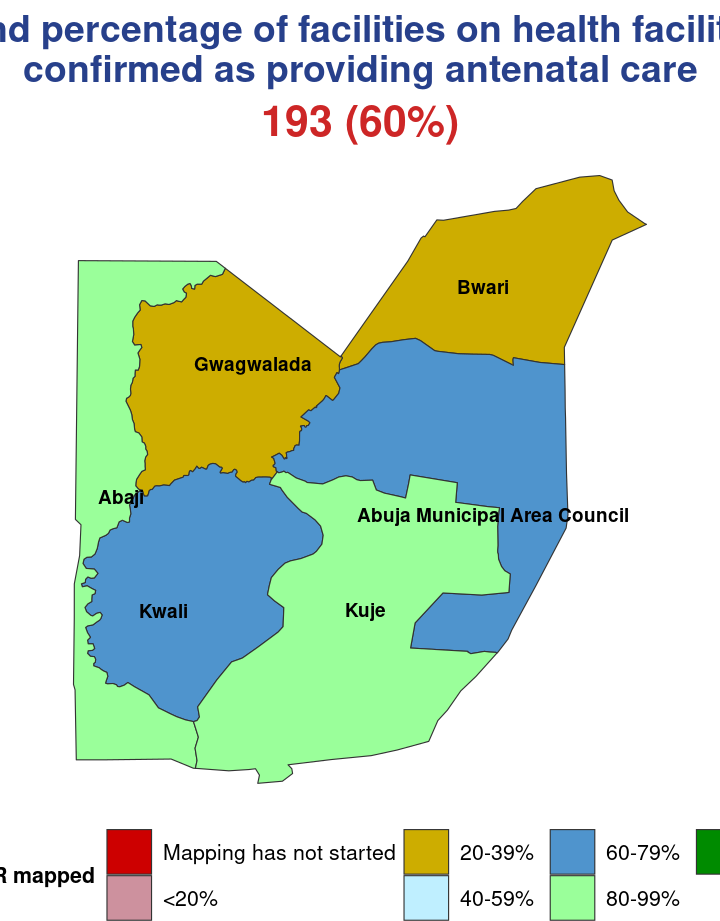 nd percentage of facilities on health facilit
confirmed as providing antenatal care
193 (60%)
Bwari
Gwagwalada
Abaji
Abuja Municipal Area Council
Kwali
Kuje
R mapped
Mapping has not started
<20%
20-39%
40-59%
60-79%
80-99%